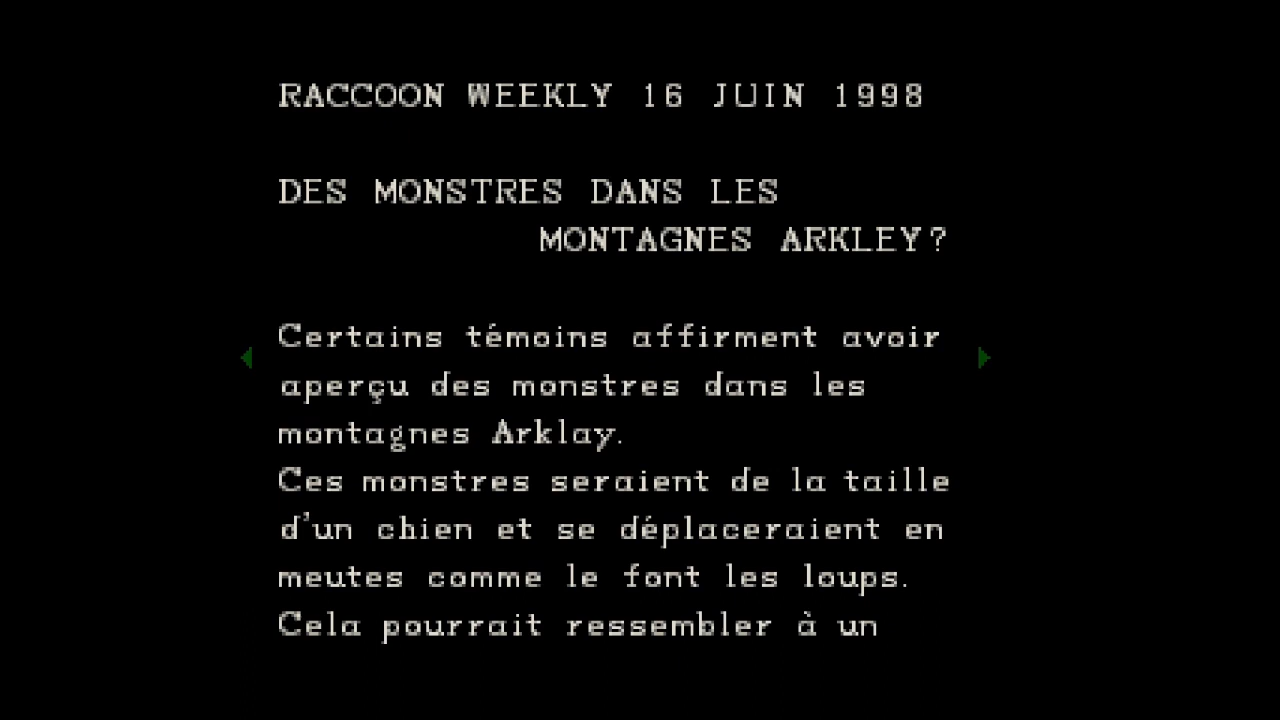 RACCOON WEEKLY 16 JUIN 1998
DES MONSTRES DANS LES
MONTAGNES ARKLEY?
Certains témoins affirment avoir
aperçu des monstres dans les
montagnes Arklay.
Ces monstres seraient de la taille
d'un chien et se déplaceraient en
meutes comme le font les loups.
Cela pourrait ressembler à un